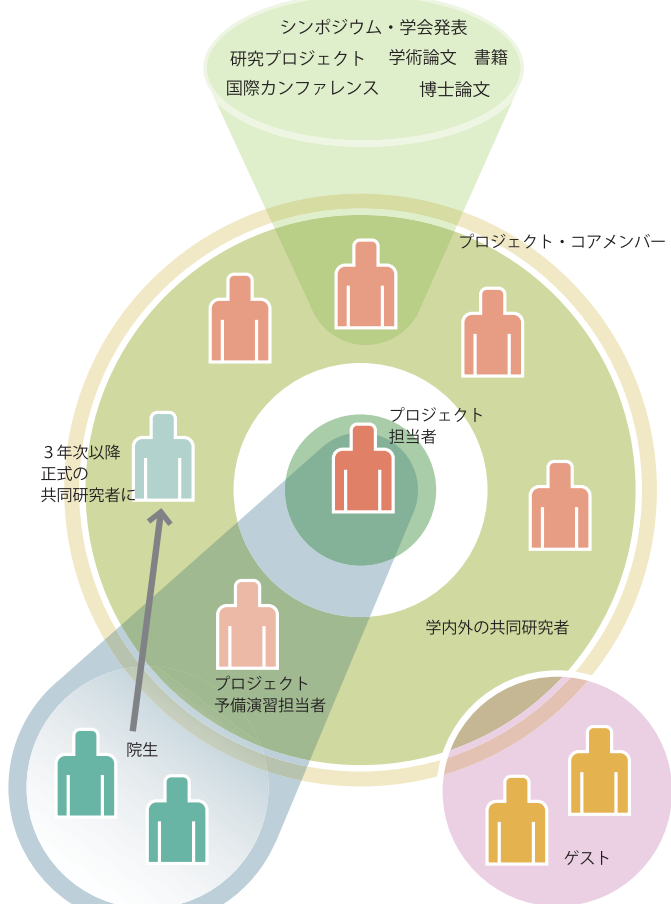 シンポジウム・学会発表
研究プロジェクト　学術論文　書籍
国際カンファレンス　博士論文
プロジェクト・コアメンバー
プロジェクト
担当者
３年次以降
正式の
共同研究者に
学内外の共同研究者
プロジェクト
予備演習担当者
院生
ゲスト